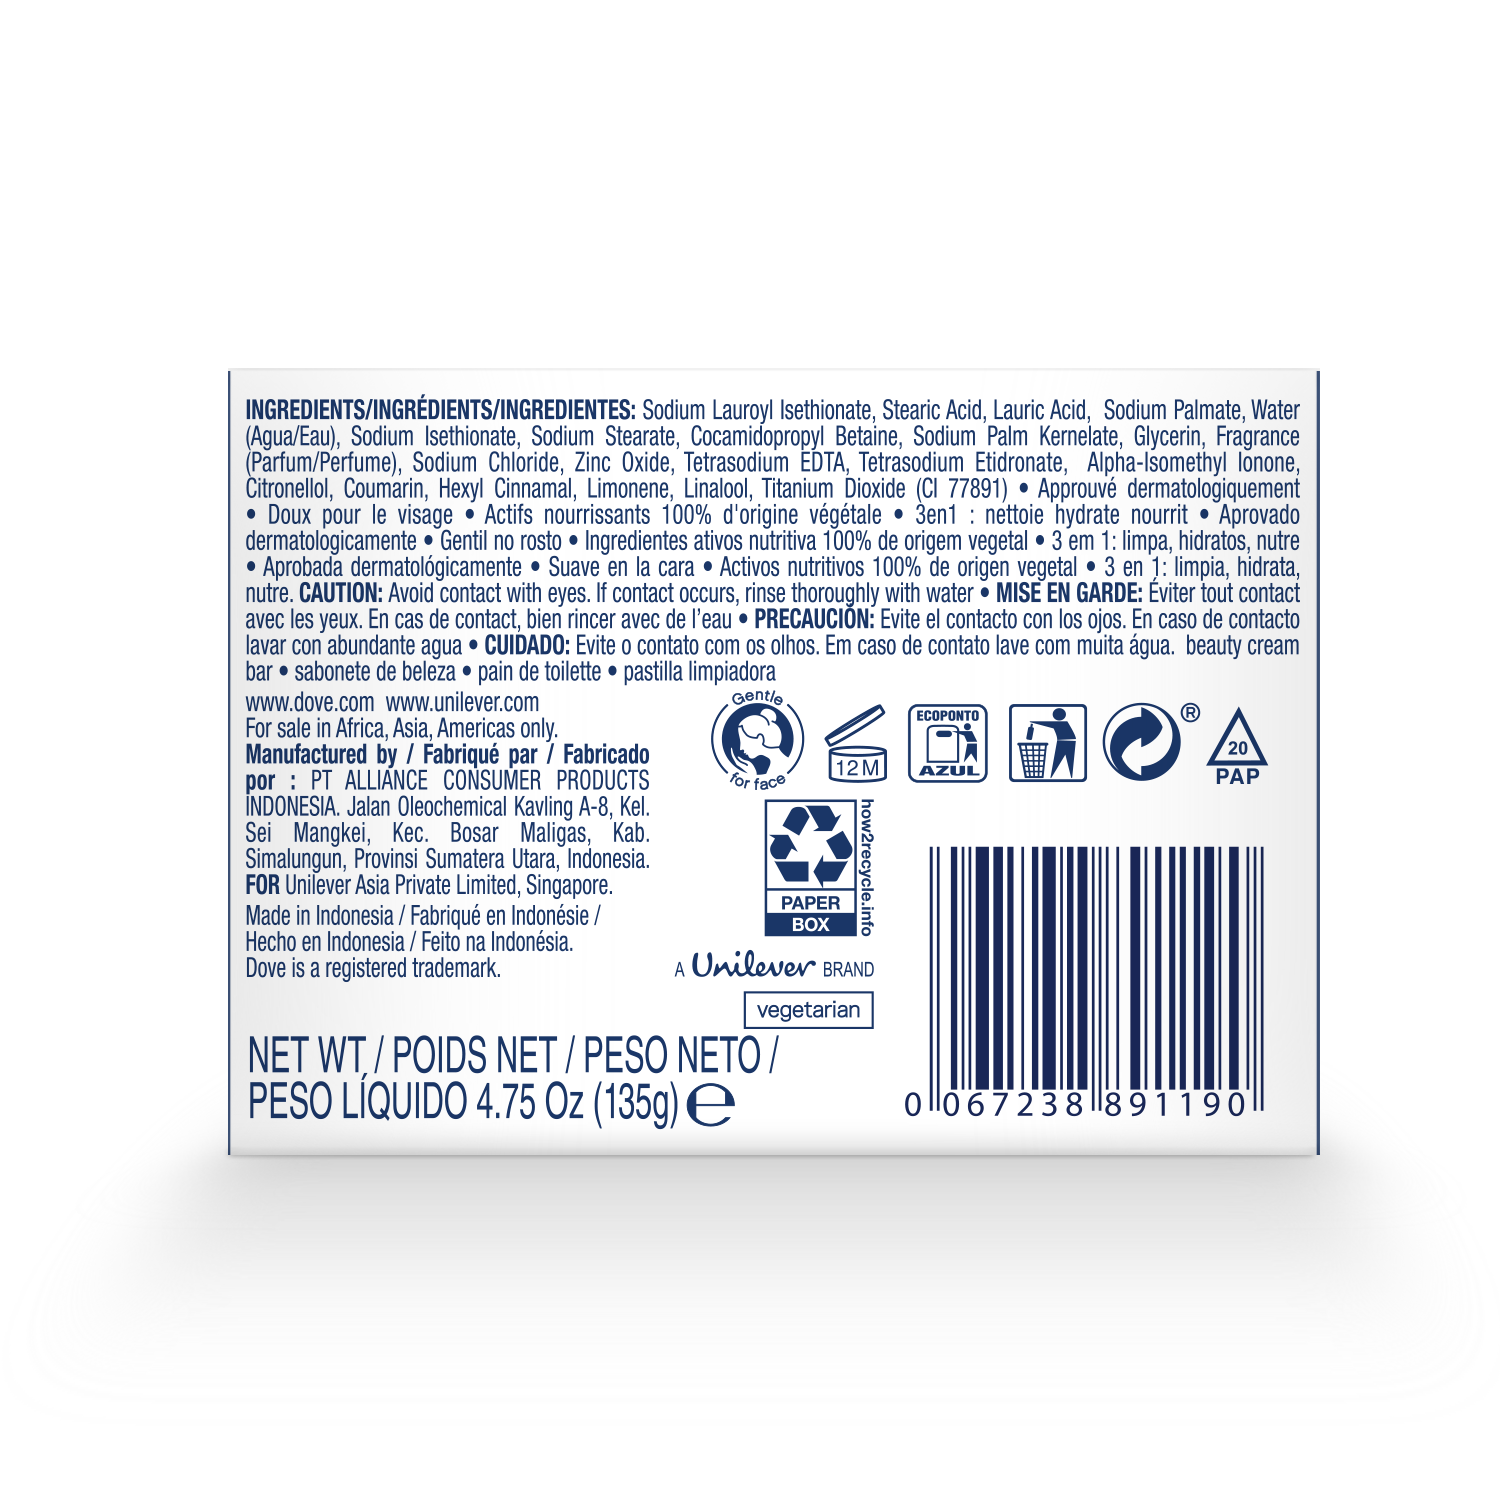 INGREDIENTS/INGRÉDIENTS/INGREDIENTES: Sodium Lauroyl Isethionate, Stearic Acid, Lauric Acid, Sodium Palmate, Water
(Agua/Eau), Sodium Isethionate, Sodium Stearate, Cocamidopropyl Betaine, Sodium Palm Kernelate, Glycerin, Fragrance
(Parfum/Perfume), Sodium Chloride, Zinc Oxide, Tetrasodium EDTA, Tetrasodium Etidronate, Alpha-Isomethyl Ionone,
Citronellol, Coumarin, Hexyl Cinnamal, Limonene, Linalool, Titanium Dioxide (CI 77891) • Approuvé dermatologiquement
• Doux pour le visage • Actifs nourrissants 100% d'origine végétale • 3en1 : nettoie hydrate nourrit • Aprovado
dermatologicamente • Gentil no rosto • Ingredientes ativos nutritiva 100% de origem vegetal • 3 em 1: limpa, hidratos, nutre
• Aprobada dermatológicamente • Suave en la cara • Activos nutritivos 100% de origen vegetal • 3 en 1: limpia, hidrata,
nutre. CAUTION: Avoid contact with eyes. If contact occurs, rinse thoroughly with water • MISE EN GARDE: Éviter tout contact
avec les yeux. En cas de contact, bien rincer avec de l'eau • PRECAUCIÓN: Evite el contacto con los ojos. En caso de contacto
lavar con abundante agua • CUIDADO: Evite o contato com os olhos. Em caso de contato lave com muita água. beauty cream
bar • sabonete de beleza • pain de toilette • pastilla limpiadora
www.dove.com www.unilever.com
For sale in Africa, Asia, Americas only.
Manufactured by / Fabriqué par / Fabricado
por : PT ALLIANCE CONSUMER PRODUCTS
INDONESIA. Jalan Oleochemical Kavling A-8, Kel.
Sei Mangkei, Kec. Bosar Maligas, Kab.
Simalungun, Provinsi Sumatera Utara, Indonesia.
FOR Unilever Asia Private Limited, Singapore.
Made in Indonesia / Fabriqué en Indonésie /
Hecho en Indonesia / Feito na Indonésia.
Dove is a registered trademark.
Gentle
for face
12 M
ECOPONTO
AZUL
®
20
PAP
PAPER
BOX
how2recycle.info
A Unilever BRAND
vegetarian
NET WT / POIDS NET / PESO NETO /
PESO LÍQUIDO 4.75 Oz (135g) ℮
0 067238 891190